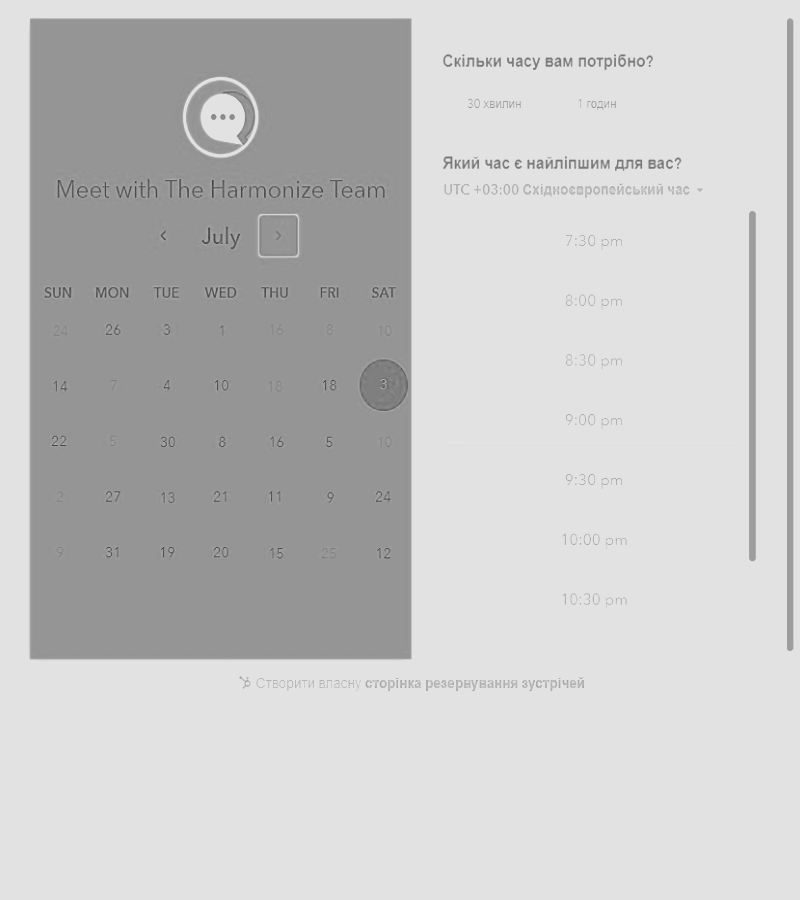 Meet with The Harmonize Team
July
SUN MON TUE WED THU FRI SAT
24 26 3 1 16 8 10
14 7 4 10 18 18 3
22 5 30 8 16 5 10
2 27 13 21 11 9 24
9 31 19 20 15 25 12
Скільки часу вам потрібно?
30 хвилин 1 годин
Який час є найліпшим для вас?
UTC +03:00 Східноєвропейський час
7:30 pm
8:00 pm
8:30 pm
9:00 pm
9:30 pm
10:00 pm
10:30 pm
Створити власну сторінка резервування зустрічей